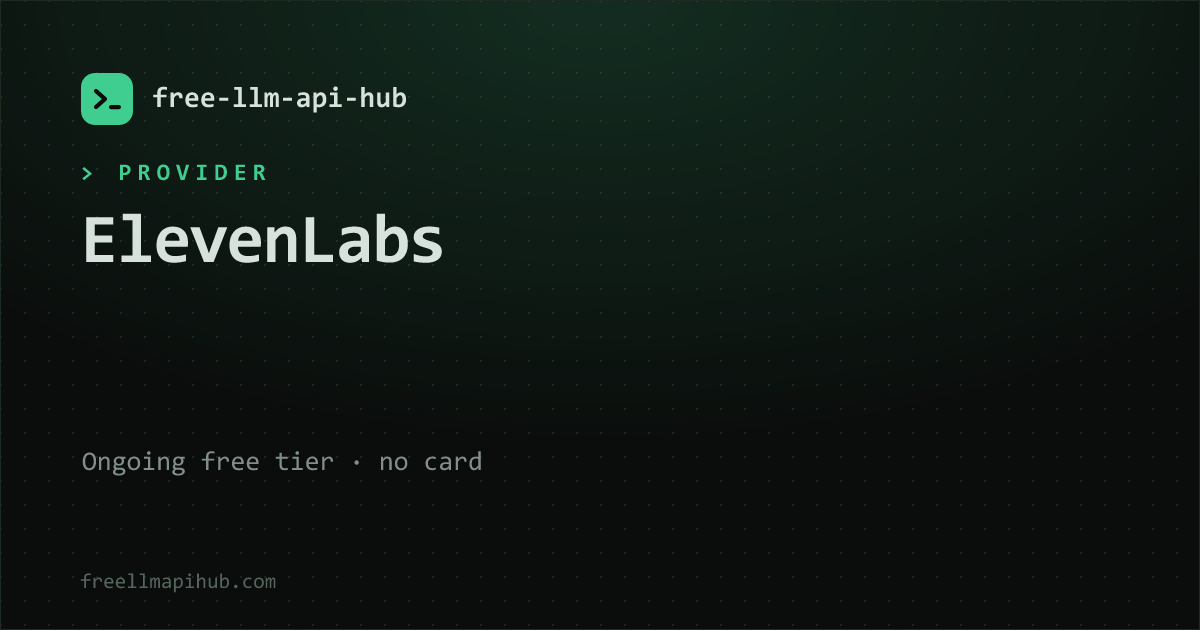 free-llm-api-hub
> PROVIDER
ElevenLabs
Ongoing free tier · no card
freellmapihub.com